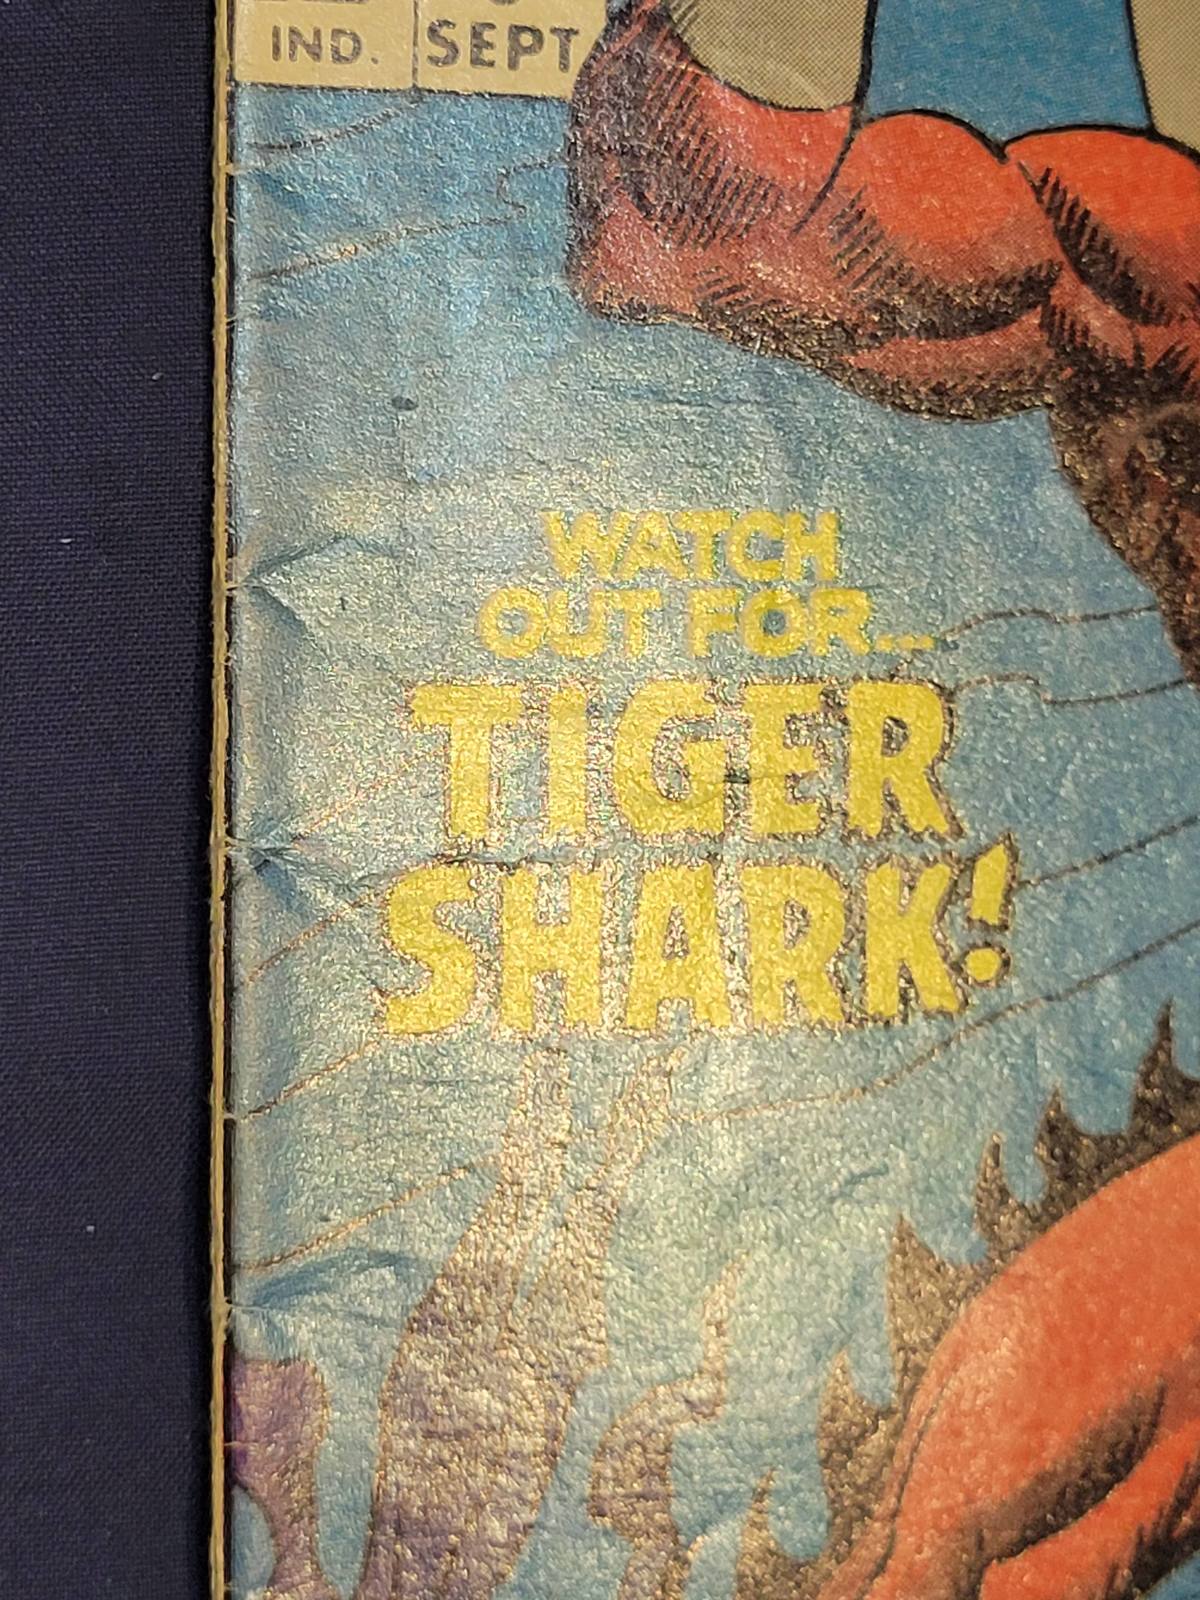 IND. SEPT
WATCH
OUT FOR...
TIGER
SHARK!